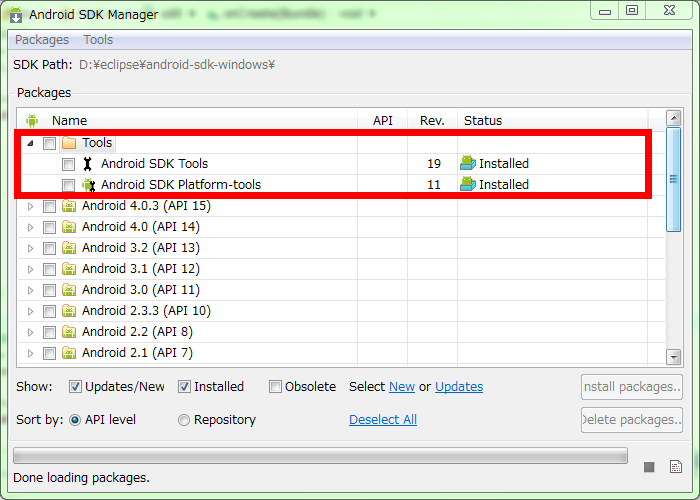 Android SDK Manager
Packages Tools
SDK Path: D:¥eclipse¥android-sdk-windows¥
Packages
Name API Rev. Status
Tools
Android SDK Tools 19 Installed
Android SDK Platform-tools 11 Installed
Android 4.0.3 (API 15)
Android 4.0 (API 14)
Android 3.2 (API 13)
Android 3.1 (API 12)
Android 3.0 (API 11)
Android 2.3.3 (API 10)
Android 2.2 (API 8)
Android 2.1 (API 7)
Show: Updates/New Installed Obsolete Select New or Updates nstall packages..
Sort by: API level Repository Deselect All Delete packages..
Done loading packages.